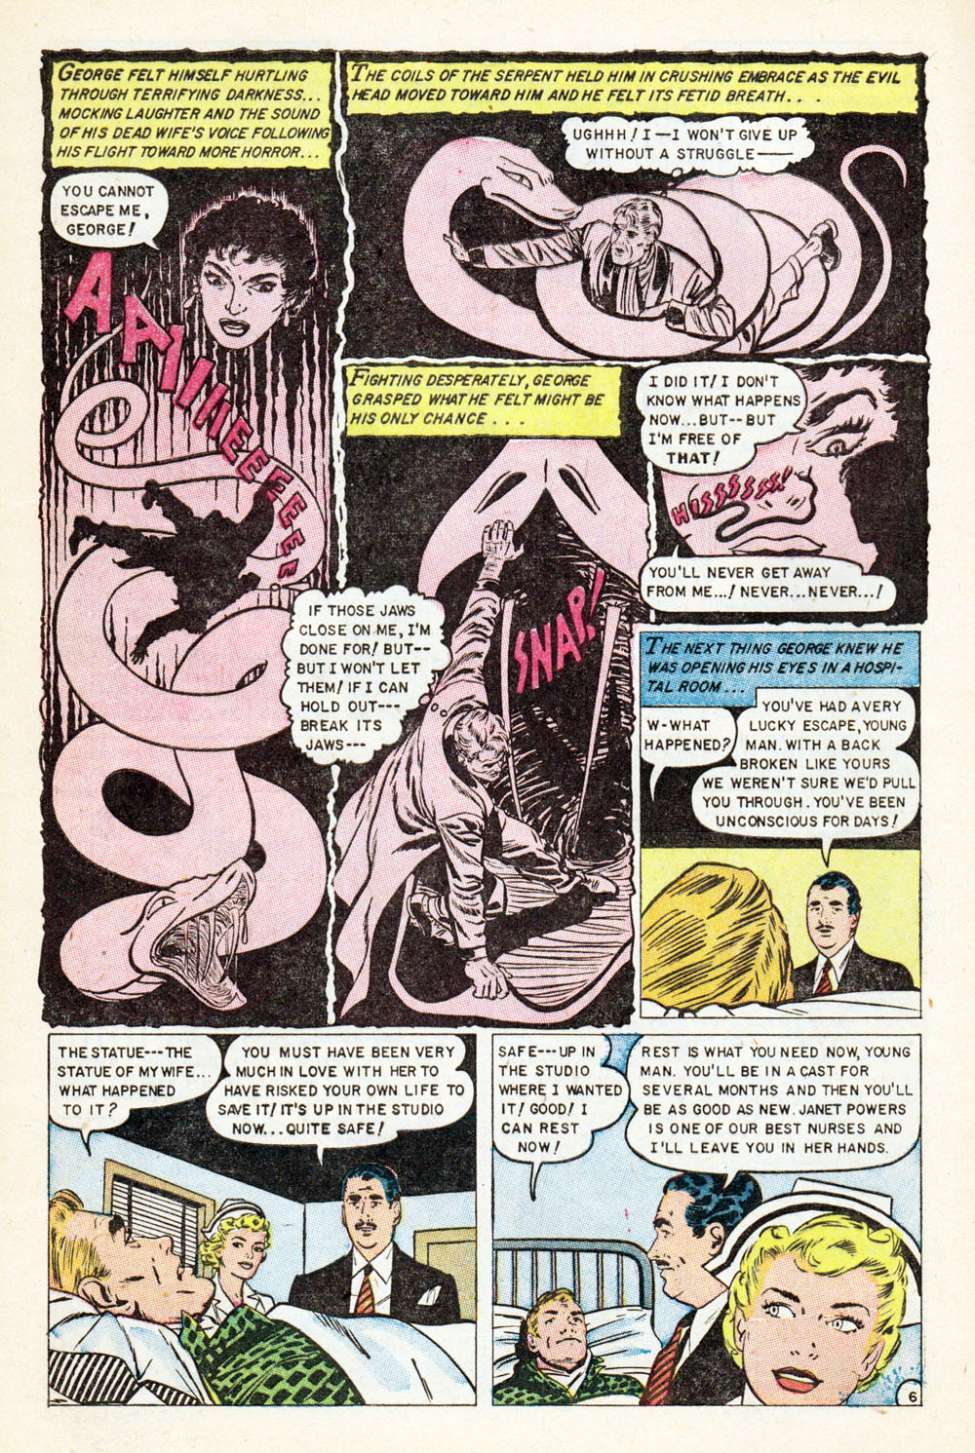 GEORGE FELT HIMSELF HURTLING
THROUGH TERRIFYING DARKNESS...
MOCKING LAUGHTER AND THE SOUND
OF HIS DEAD WIFE'S VOICE FOLLOWING
HIS FLIGHT TOWARD MORE HORROR...
YOU CANNOT
ESCAPE ME,
GEORGE!
AAIIIIEEEEEEE
THE COILS OF THE SERPENT HELD HIM IN CRUSHING EMBRACE AS THE EVIL
HEAD MOVED TOWARD HIM AND HE FELT ITS FETID BREATH....
UGHHH! I—I WON'T GIVE UP
WITHOUT A STRUGGLE—
FIGHTING DESPERATELY, GEORGE
GRASPED WHAT HE FELT MIGHT BE
HIS ONLY CHANCE...
IF THOSE JAWS
CLOSE ON ME, I'M
DONE FOR! BUT--
BUT I WON'T LET
THEM! IF I CAN
HOLD OUT---
BREAK ITS
JAWS---
SNAP!
I DID IT! I DON'T
KNOW WHAT HAPPENS
NOW...BUT--BUT
I'M FREE OF
THAT!
HISSSSSS!
YOU'LL NEVER GET AWAY
FROM ME...! NEVER...NEVER...!
THE NEXT THING GEORGE KNEW HE
WAS OPENING HIS EYES IN A HOSPI-
TAL ROOM...
W-WHAT
HAPPENED?
YOU'VE HAD A VERY
LUCKY ESCAPE, YOUNG
MAN. WITH A BACK
BROKEN LIKE YOURS
WE WEREN'T SURE WE'D PULL
YOU THROUGH. YOU'VE BEEN
UNCONSCIOUS FOR DAYS!
THE STATUE---THE
STATUE OF MY WIFE...
WHAT HAPPENED
TO IT?
YOU MUST HAVE BEEN VERY
MUCH IN LOVE WITH HER TO
HAVE RISKED YOUR OWN LIFE TO
SAVE IT! IT'S UP IN THE STUDIO
NOW...QUITE SAFE!
SAFE---UP IN
THE STUDIO
WHERE I WANTED
IT! GOOD! I
CAN REST
NOW!
REST IS WHAT YOU NEED NOW, YOUNG
MAN. YOU'LL BE IN A CAST FOR
SEVERAL MONTHS AND THEN YOU'LL
BE AS GOOD AS NEW. JANET POWERS
IS ONE OF OUR BEST NURSES AND
I'LL LEAVE YOU IN HER HANDS.
6